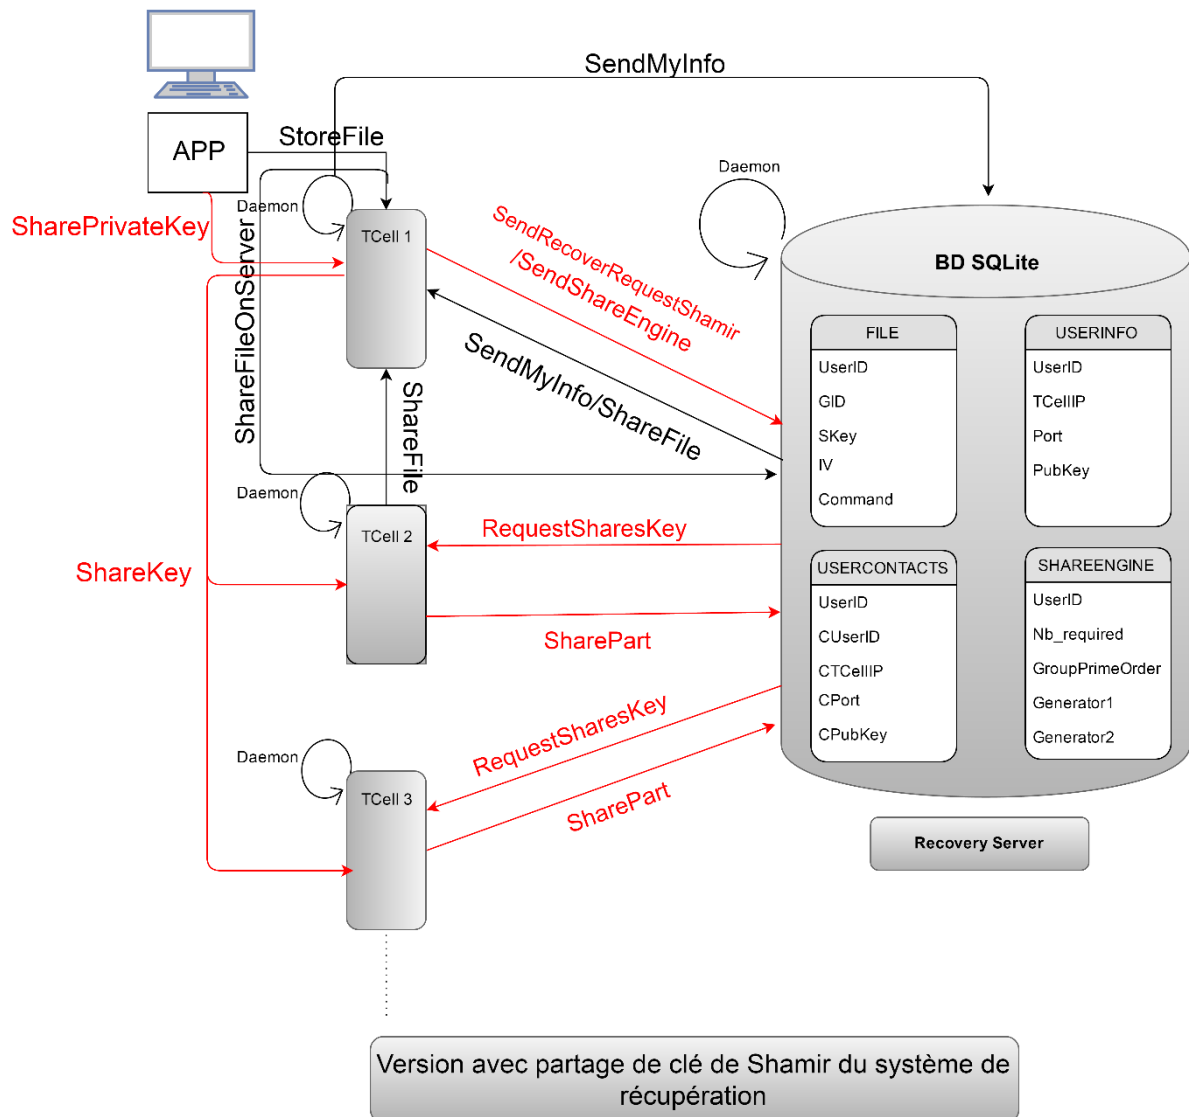 SendMyInfo
StoreFile
APP
Daemon
Daemon
SharePrivateKey
TCell 1
SendRecoverRequestShamir
/SendShareEngine
BD SQLite
ShareFileOnServer
SendMyInfo/ShareFile
ShareFile
FILE
UserID
GID
SKey
IV
Command
USERINFO
UserID
TCellIP
Port
PubKey
Daemon
TCell 2
RequestSharesKey
ShareKey
SharePart
USERCONTACTS
UserID
CUserID
CTCellIP
CPort
CPubKey
SHAREENGINE
UserID
Nb_required
GroupPrimeOrder
Generator1
Generator2
RequestSharesKey
Daemon
TCell 3
SharePart
Recovery Server
Version avec partage de clé de Shamir du système de
récupération